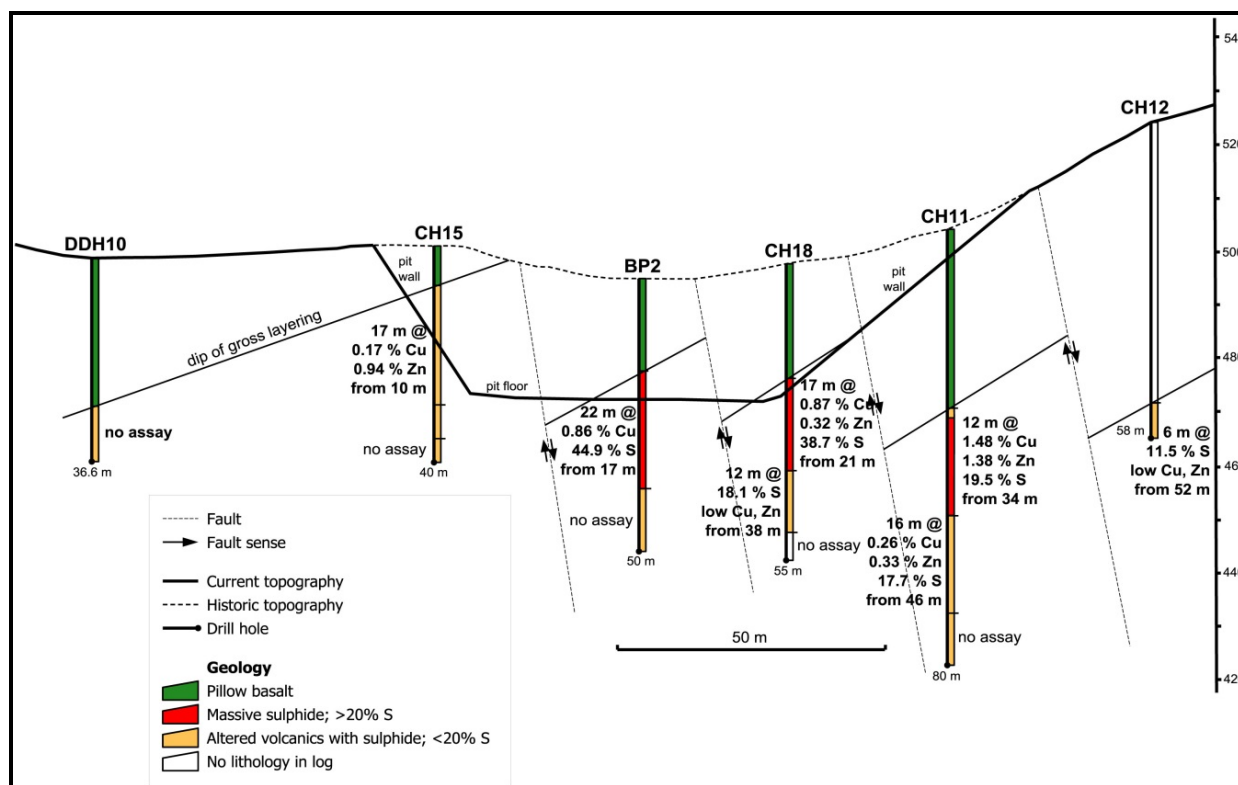 DDH10
no assay
36.6 m
dip of gross layering
CH15
pit
wall
17 m @
0.17 % Cu
0.94 % Zn
from 10 m
no assay
40 m
pit floor
BP2
22 m @
0.86 % Cu
44.9 % S
from 17 m
no assay
50 m
CH18
17 m @
0.87 % Cu
0.32 % Zn
38.7 % S
from 21 m
12 m @
18.1 % S
low Cu, Zn
from 38 m
no assay
55 m
pit
wall
CH11
12 m @
1.48 % Cu
1.38 % Zn
19.5 % S
from 34 m
16 m @
0.26 % Cu
0.33 % Zn
17.7 % S
from 46 m
no assay
80 m
CH12
58 m
6 m @
11.5 % S
low Cu, Zn
from 52 m
520
500
480
460
440
50 m
Fault
Fault sense
Current topography
Historic topography
Drill hole
Geology
Pillow basalt
Massive sulphide; >20% S
Altered volcanics with sulphide; <20% S
No lithology in log